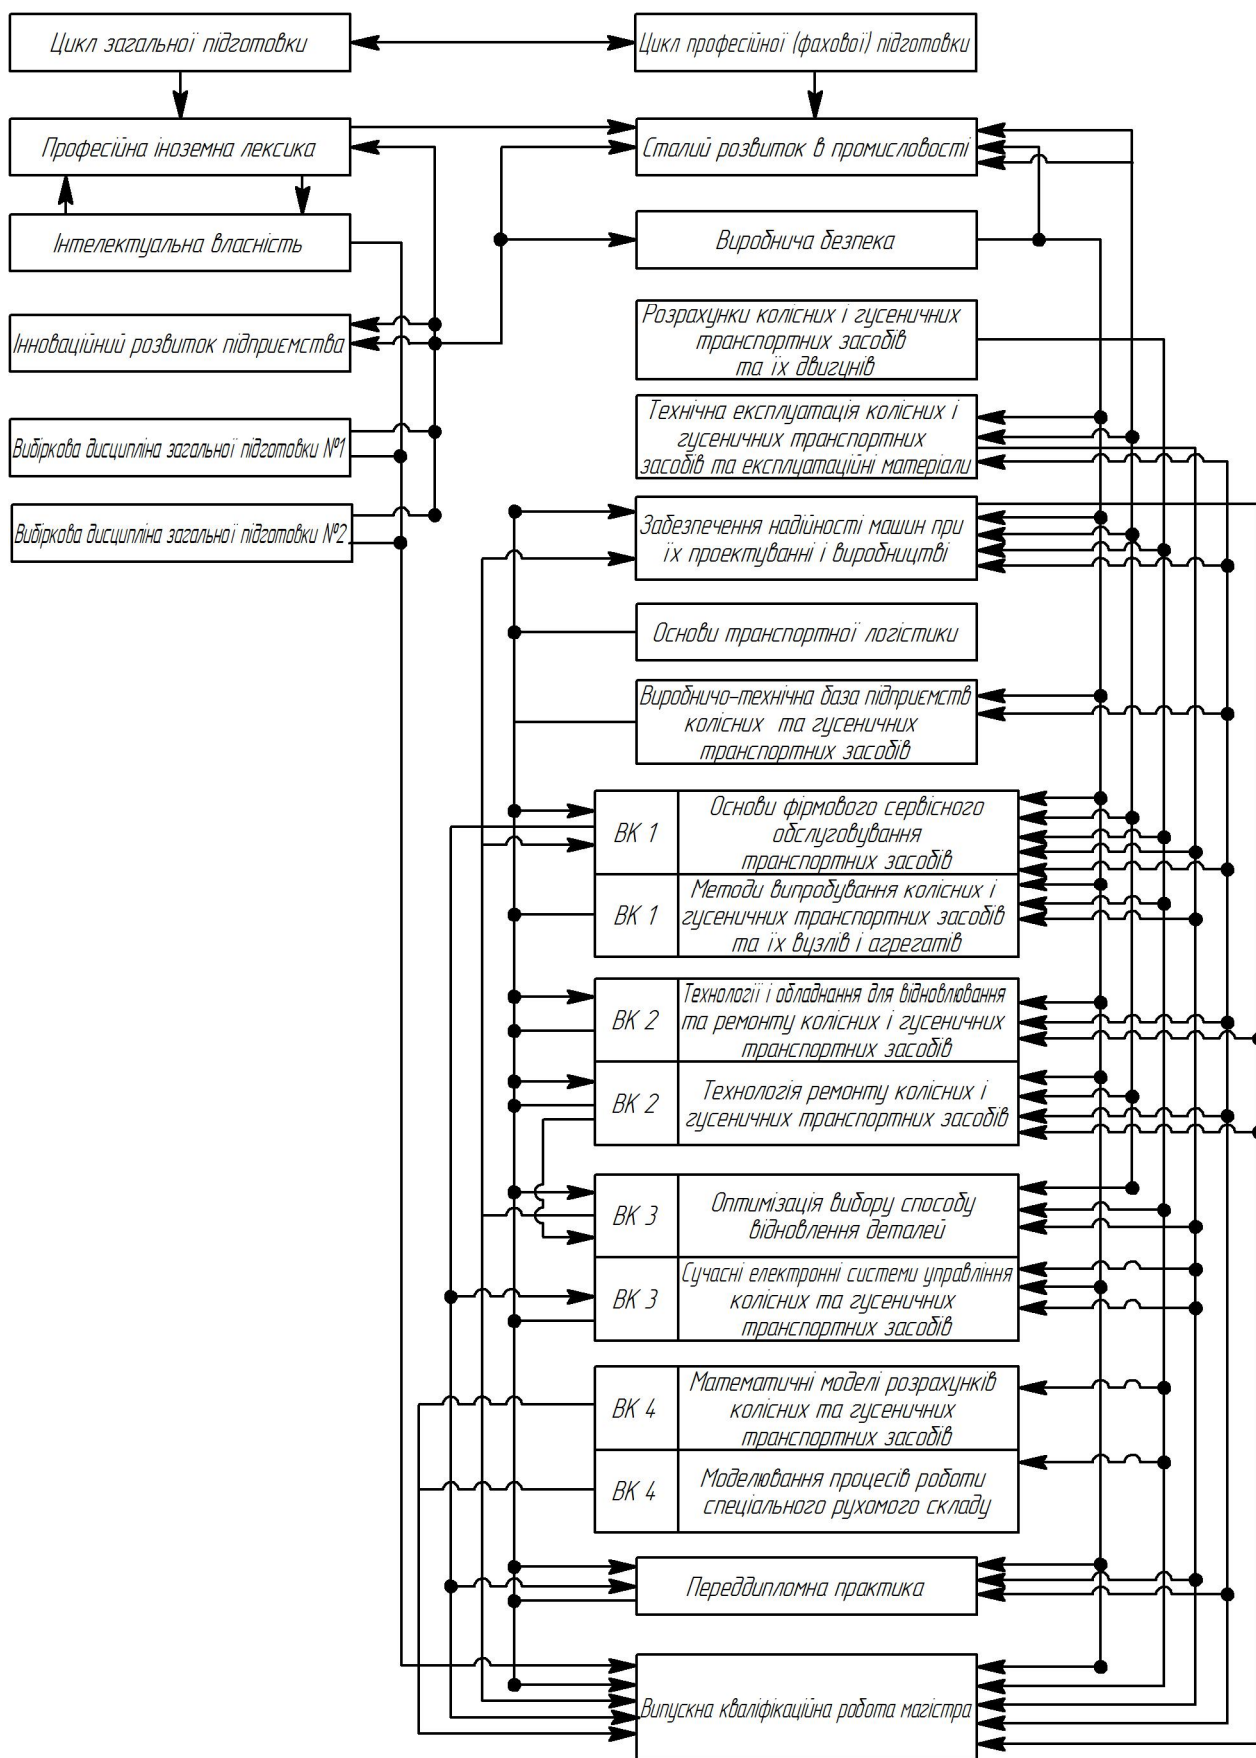 Цикл загальної підготовки
Цикл професійної (фахової) підготовки
Професійна іноземна лексика
Сталий розвиток в промисловості
Інтелектуальна власність
Виробнича безпека
Інноваційний розвиток підприємства
Розрахунки колісних і гусеничних
транспортних засобів
та їх двигунів
Вибіркова дисципліна загальної підготовки №1
Технічна експлуатація колісних і
гусеничних транспортних
засобів та експлуатаційні матеріали
Вибіркова дисципліна загальної підготовки №2
Забезпечення надійності машин при
їх проектуванні і виробництві
Основи транспортної логістики
Виробничо-технічна база підприємств
колісних та гусеничних
транспортних засобів
ВК 1
Основи фірмового сервісного
обслуговування
транспортних засобів
ВК 1
Методи випробування колісних і
гусеничних транспортних засобів
та їх вузлів і агрегатів
ВК 2
Технології і обладнання для відновлювання
та ремонту колісних і гусеничних
транспортних засобів
ВК 2
Технологія ремонту колісних і
гусеничних транспортних засобів
ВК 3
Оптимізація вибору способу
відновлення деталей
ВК 3
Сучасні електронні системи управління
колісних та гусеничних
транспортних засобів
ВК 4
Математичні моделі розрахунків
колісних та гусеничних
транспортних засобів
ВК 4
Моделювання процесів роботи
спеціального рухомого складу
Переддипломна практика
Випускна кваліфікаційна робота магістра